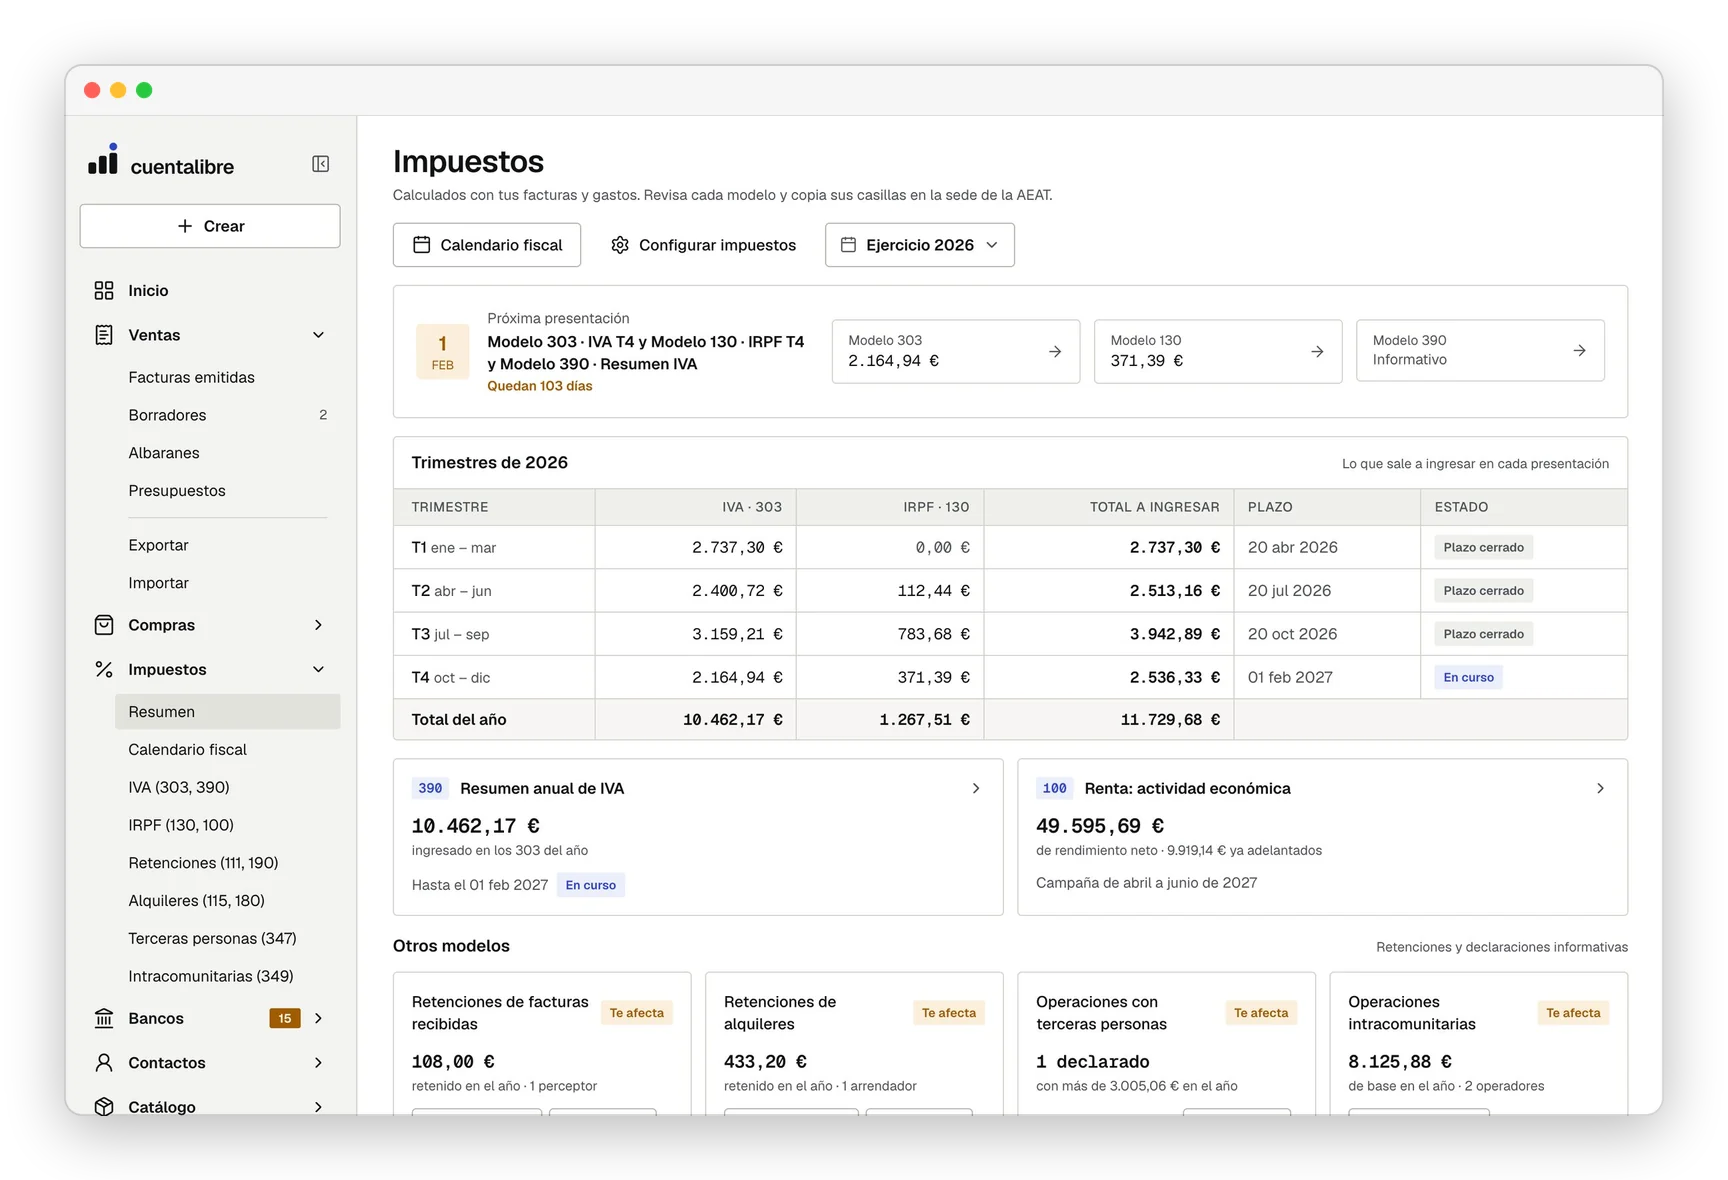 cuentalibre
Crear
Inicio
Ventas
Facturas emitidas
Borradores 2
Albaranes
Presupuestos
Exportar
Importar
Compras
Impuestos
Resumen
Calendario fiscal
IVA (303, 390)
IRPF (130, 100)
Retenciones (111, 190)
Alquileres (115, 180)
Terceras personas (347)
Intracomunitarias (349)
Bancos 15
Contactos
Catálogo
Impuestos
Calculados con tus facturas y gastos. Revisa cada modelo y copia sus casillas en la sede de la AEAT.
Calendario fiscal Configurar impuestos Ejercicio 2026
1
FEB
Próxima presentación
Modelo 303 · IVA T4 y Modelo 130 · IRPF T4
y Modelo 390 · Resumen IVA
Quedan 103 días
Modelo 303
2.164,94 €
Modelo 130
371,39 €
Modelo 390
Informativo
Trimestres de 2026 Lo que sale a ingresar en cada presentación
TRIMESTRE IVA · 303 IRPF · 130 TOTAL A INGRESAR PLAZO ESTADO
T1 ene – mar 2.737,30 € 0,00 € 2.737,30 € 20 abr 2026 Plazo cerrado
T2 abr – jun 2.400,72 € 112,44 € 2.513,16 € 20 jul 2026 Plazo cerrado
T3 jul – sep 3.159,21 € 783,68 € 3.942,89 € 20 oct 2026 Plazo cerrado
T4 oct – dic 2.164,94 € 371,39 € 2.536,33 € 01 feb 2027 En curso
Total del año 10.462,17 € 1.267,51 € 11.729,68 €
390 Resumen anual de IVA
10.462,17 €
ingresado en los 303 del año
Hasta el 01 feb 2027 En curso
100 Renta: actividad económica
49.595,69 €
de rendimiento neto · 9.919,14 € ya adelantados
Campaña de abril a junio de 2027
Otros modelos Retenciones y declaraciones informativas
Retenciones de facturas
recibidas
Te afecta
108,00 €
retenido en el año · 1 perceptor
Retenciones de
alquileres
Te afecta
433,20 €
retenido en el año · 1 arrendador
Operaciones con
terceras personas
Te afecta
1 declarado
con más de 3.005,06 € en el año
Operaciones
intracomunitarias
Te afecta
8.125,88 €
de base en el año · 2 operadores